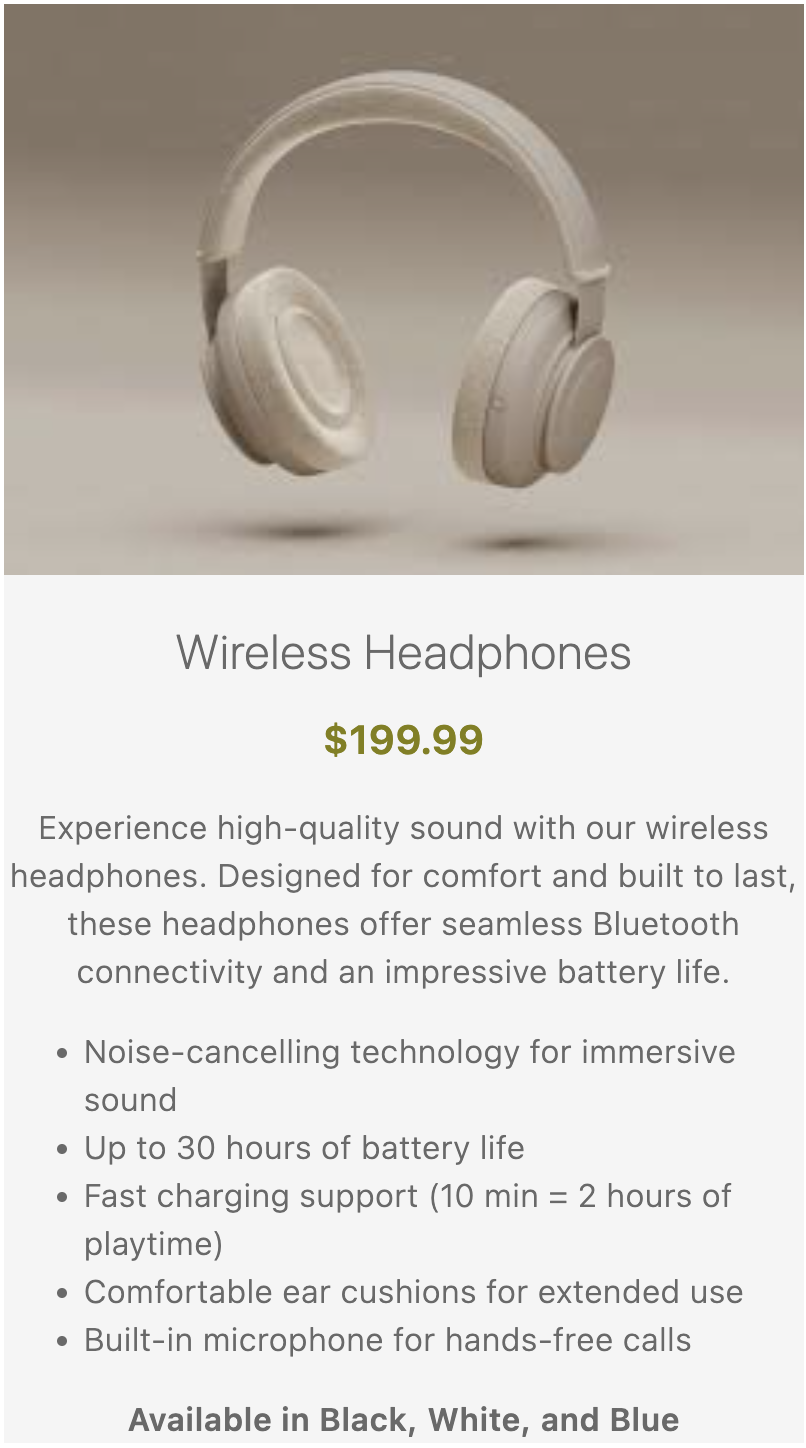 Wireless Headphones
$199.99
Experience high-quality sound with our wireless
headphones. Designed for comfort and built to last,
these headphones offer seamless Bluetooth
connectivity and an impressive battery life.
• Noise-cancelling technology for immersive
sound
• Up to 30 hours of battery life
• Fast charging support (10 min = 2 hours of
playtime)
• Comfortable ear cushions for extended use
• Built-in microphone for hands-free calls
Available in Black, White, and Blue